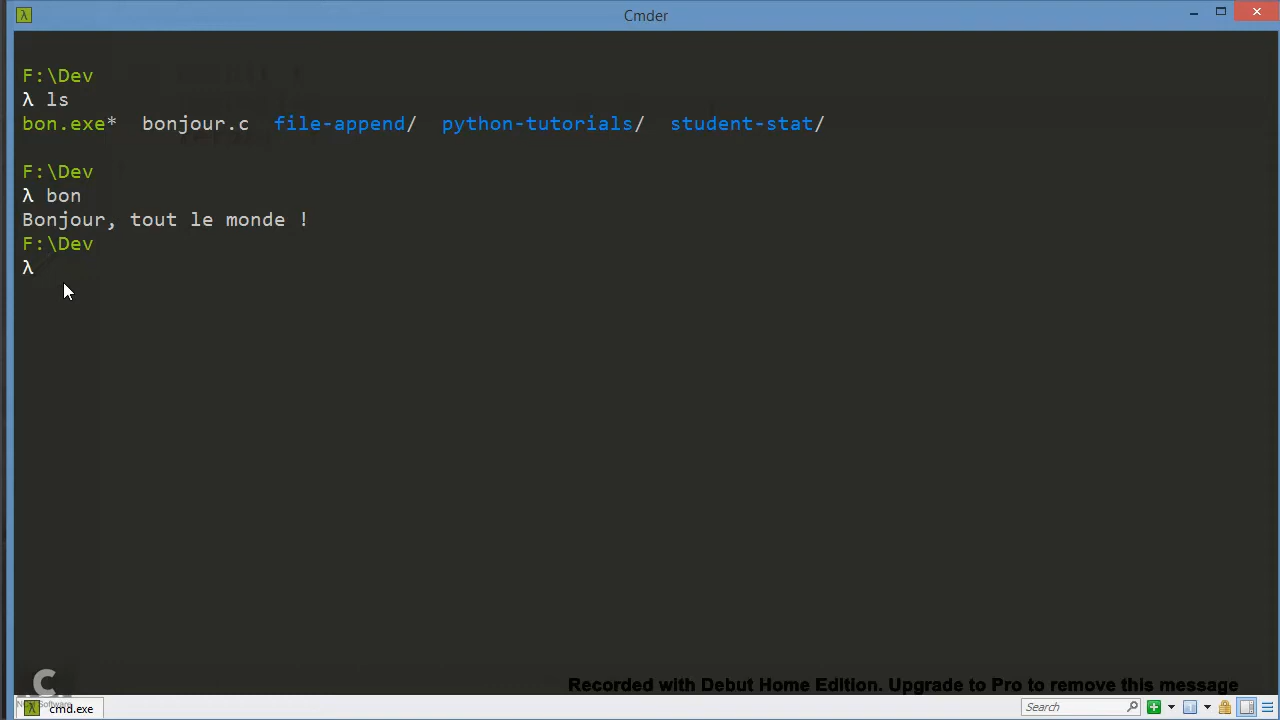 λ
Cmder
F:\Dev
λ ls
bon.exe* bonjour.c file-append/ python-tutorials/ student-stat/
F:\Dev
λ bon
Bonjour, tout le monde !
F:\Dev
λ
Recorded with Debut Home Edition. Upgrade to Pro to remove this message
λ cmd.exe
Search